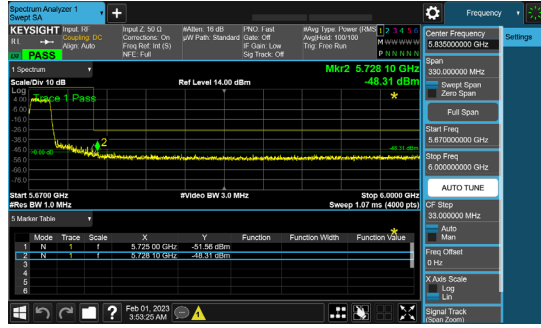 Spectrum Analyzer 1
Swept SA
+
Frequency
KEYSIGHT
Input: RF
Coupling: DC
Align: Auto
Input Z: 50 Ω
Corrections: On
Freq Ref: Int (S)
NFE: Full
#Atten: 16 dB
µW Path: Standard
PNO: Fast
Gate: Off
IF Gain: Low
Sig Track: Off
#Avg Type: Power (RMS
Avg|Hold: 100/100
Trig: Free Run
1 2 3 4 5 6
M W W W W W
P N N N N N
RL
PASS
1 Spectrum
Scale/Div 10 dB
Ref Level 14.00 dBm
Mkr2 5.728 10 GHz
-48.31 dBm
Log
Trace 1 Pass
4.00
-6.00
-16.0
-26.0
-36.0
-46.0
-56.0
-66.0
-76.0
2
Start 5.6700 GHz
#Res BW 1.0 MHz
#Video BW 3.0 MHz
Stop 6.0000 GHz
Sweep 1.07 ms (4000 pts)
5 Marker Table
Mode Trace Scale X Y Function Function Width Function Value
1 N 1 f 5.725 00 GHz -51.56 dBm
2 N 1 f 5.728 10 GHz -48.31 dBm
3
4
5
6
Feb 01, 2023
3:53:25 AM
Center Frequency
5.835000000 GHz
Settings
Span
330.000000 MHz
Swept Span
Zero Span
Full Span
Start Freq
5.670000000 GHz
Stop Freq
6.000000000 GHz
AUTO TUNE
CF Step
33.000000 MHz
Auto
Man
Freq Offset
0 Hz
X Axis Scale
Log
Lin
Signal Track
(Span Zoom)